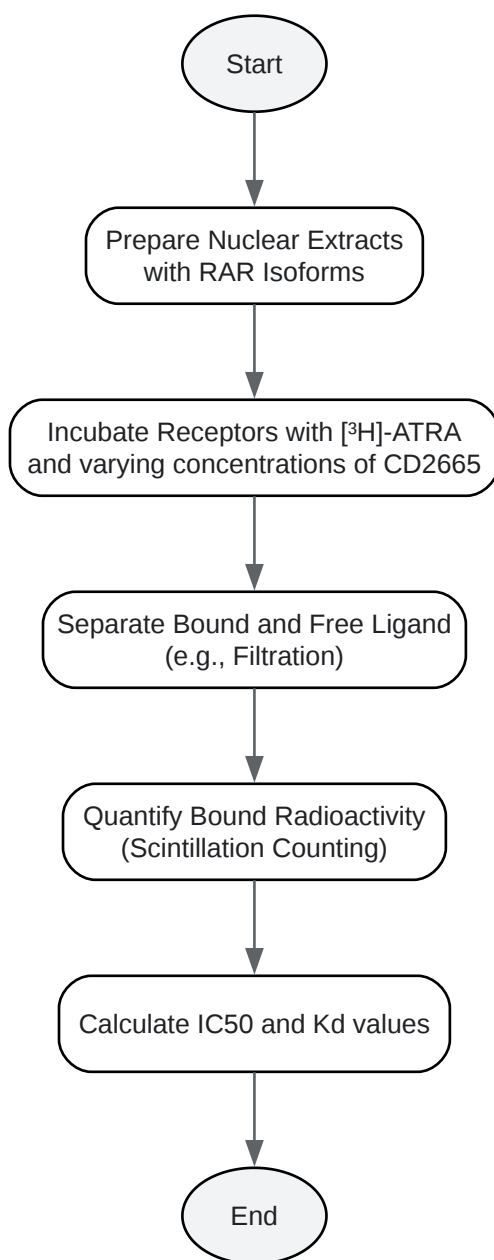 Start
Prepare Nuclear Extracts
with RAR Isoforms
Incubate Receptors with [³H]-ATRA
and varying concentrations of CD2665
Separate Bound and Free Ligand
(e.g., Filtration)
Quantify Bound Radioactivity
(Scintillation Counting)
Calculate IC50 and Kd values
End